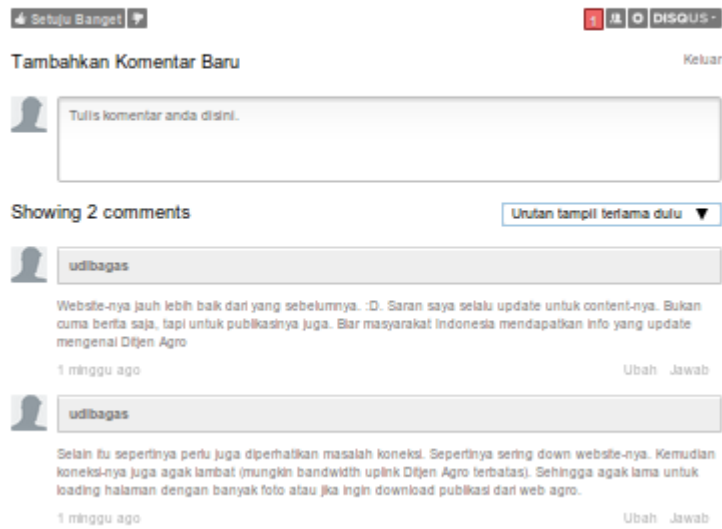 Setuju Banget
1 DISQUS
Tambahkan Komentar Baru
Keluar
Tulis komentar anda disini.
Showing 2 comments
Urutan tampil terlama dulu
udibagas
Website-nya jauh lebih baik dari yang sebelumnya. :D. Saran saya selalu update untuk content-nya. Bukan
cuma berita saja, tapi untuk publikasinya juga. Biar masyarakat Indonesia mendapatkan info yang update
mengenai Ditjen Agro
1 minggu ago
Ubah Jawab
udibagas
Selain itu sepertinya perlu juga diperhatikan masalah koneksi. Sepertinya sering down website-nya. Kemudian
koneksi-nya juga agak lambat (mungkin bandwidth uplink Ditjen Agro terbatas). Sehingga agak lama untuk
loading halaman dengan banyak foto atau jika ingin download publikasi dari web agro.
1 minggu ago
Ubah Jawab